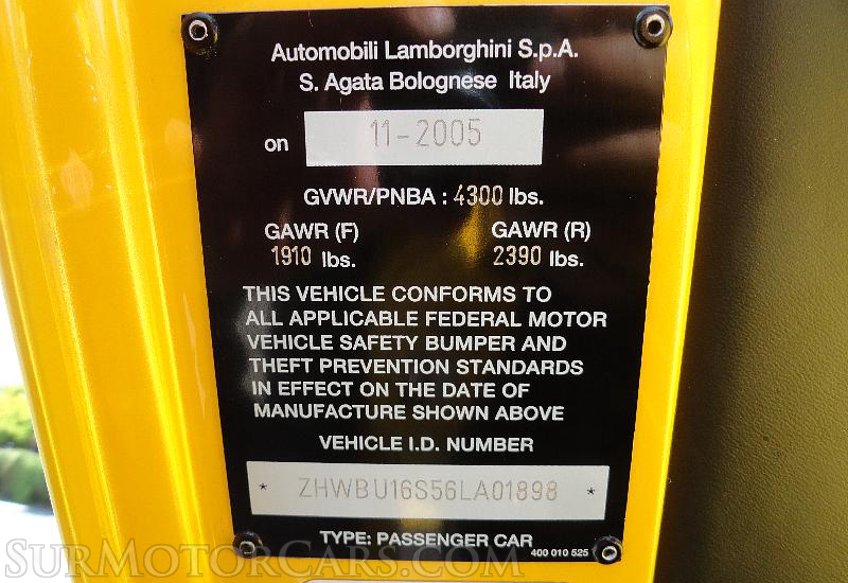 Automobili Lamborghini S.p.A.
S. Agata Bolognese Italy
on 11-2005
GVWR/PNBA : 4300 lbs.
GAWR (F) GAWR (R)
1910 lbs. 2390 lbs.
THIS VEHICLE CONFORMS TO
ALL APPLICABLE FEDERAL MOTOR
VEHICLE SAFETY BUMPER AND
THEFT PREVENTION STANDARDS
IN EFFECT ON THE DATE OF
MANUFACTURE SHOWN ABOVE
VEHICLE I.D. NUMBER
* ZHWBU16S56LA01898 *
TYPE: PASSENGER CAR 400 010 525
SURMOTORCARS.COM